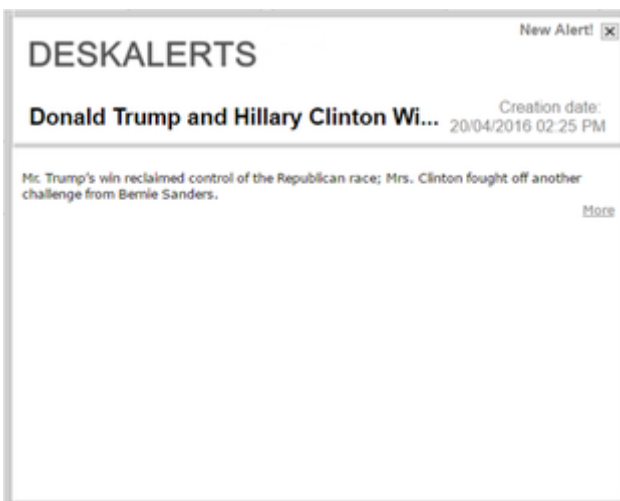 New Alert!
DESKALERTS
Donald Trump and Hillary Clinton Wi...
Creation date:
20/04/2016 02:25 PM
Mr. Trump's win reclaimed control of the Republican race; Mrs. Clinton fought off another
challenge from Bernie Sanders.
More